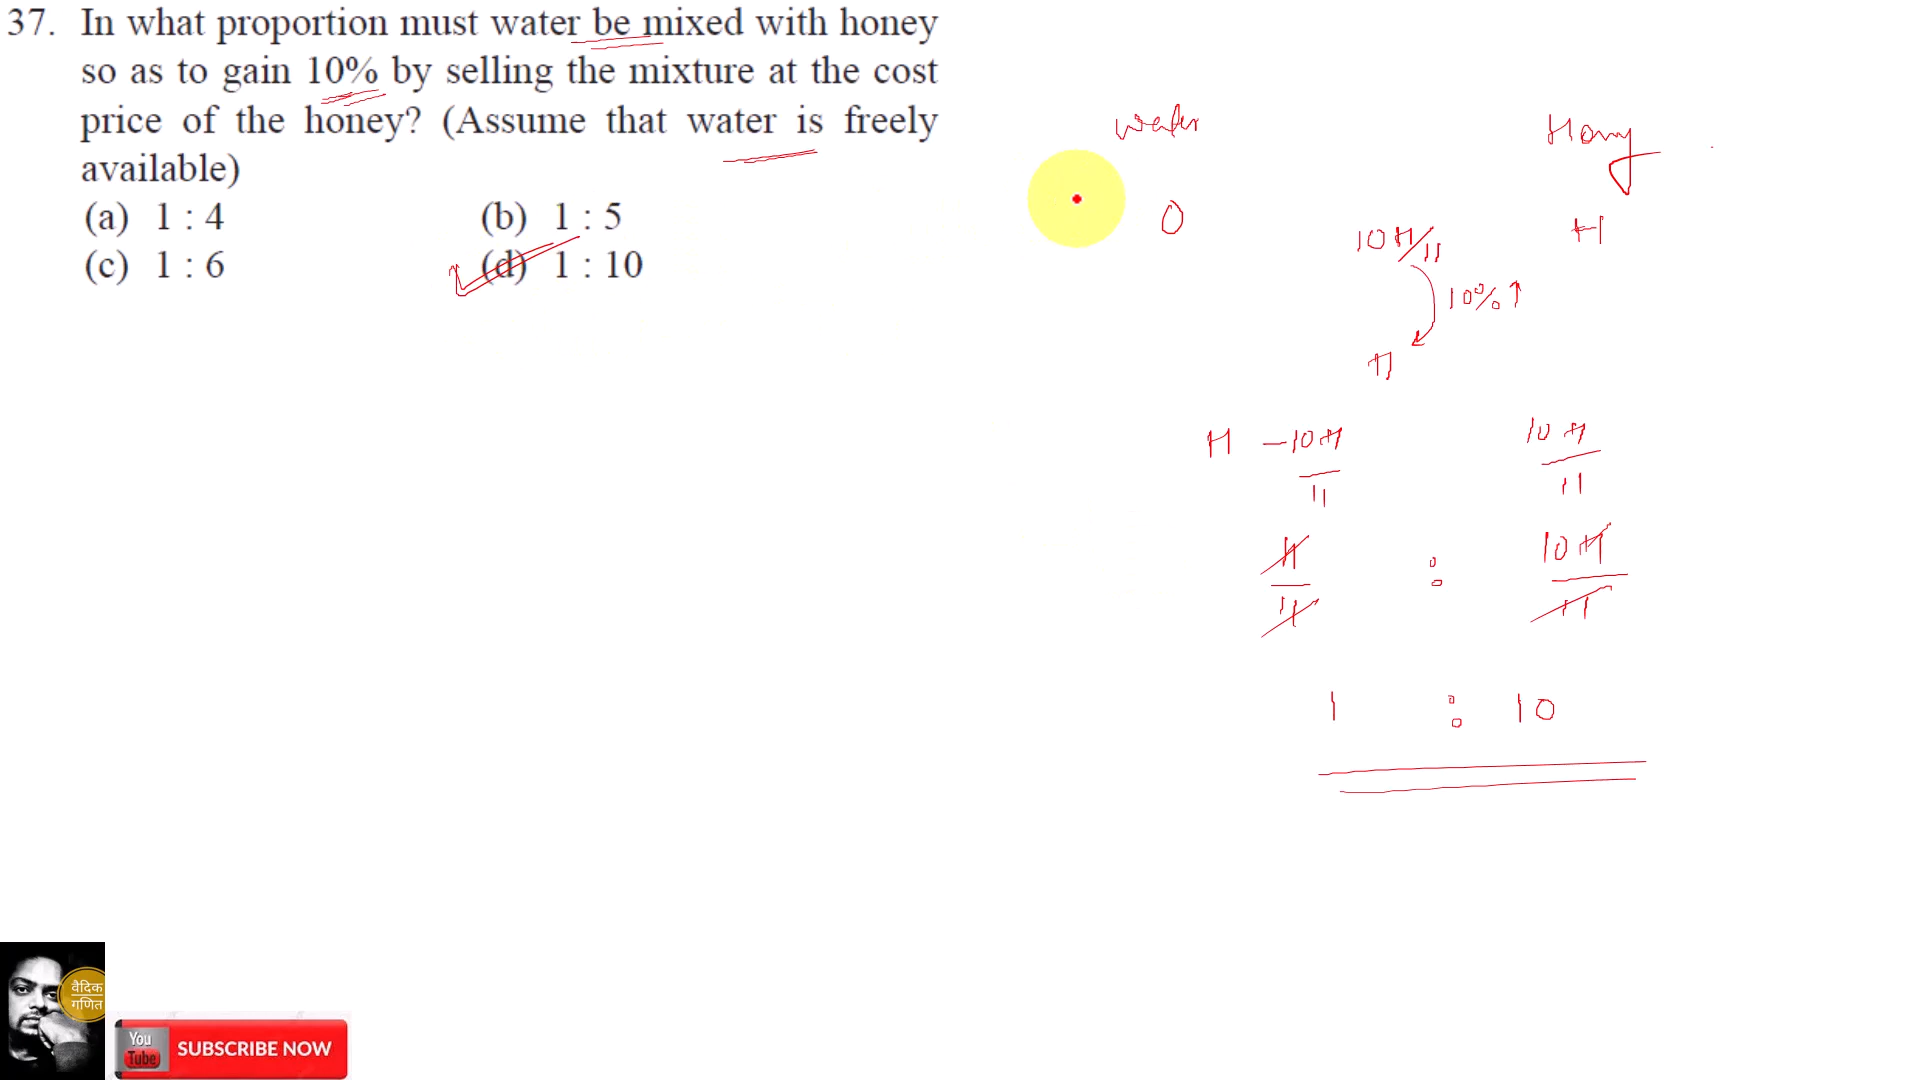 37. In what proportion must water be mixed with honey
so as to gain 10% by selling the mixture at the cost
price of the honey? (Assume that water is freely
available)
(a) 1 : 4 (b) 1 : 5
(c) 1 : 6 (d) 1 : 10
water Hony
0 H
10H/11
10% ↑
H
H - 10H/11 10H/11
H/11 : 10H/11
1 : 10
वैदिक
गणित
You
Tube
SUBSCRIBE NOW